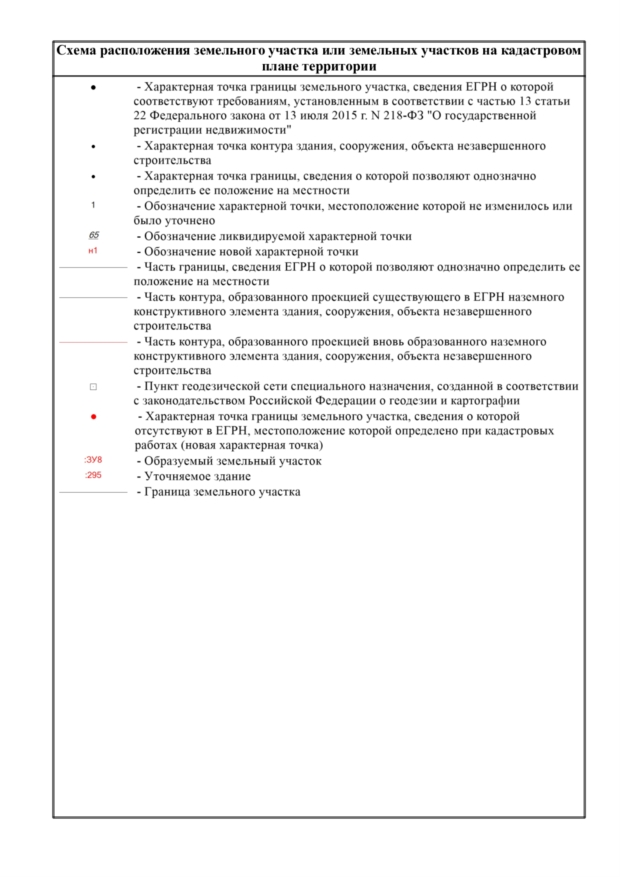 Схема расположения земельного участка или земельных участков на кадастровом
плане территории
- Характерная точка границы земельного участка, сведения ЕГРН о которой
соответствуют требованиям, установленным в соответствии с частью 13 статьи
22 Федерального закона от 13 июля 2015 г. N 218-ФЗ "О государственной
регистрации недвижимости"
- Характерная точка контура здания, сооружения, объекта незавершенного
строительства
- Характерная точка границы, сведения о которой позволяют однозначно
определить ее положение на местности
1 - Обозначение характерной точки, местоположение которой не изменилось или
было уточнено
65 - Обозначение ликвидируемой характерной точки
н1 - Обозначение новой характерной точки
- Часть границы, сведения ЕГРН о которой позволяют однозначно определить ее
положение на местности
- Часть контура, образованного проекцией существующего в ЕГРН наземного
конструктивного элемента здания, сооружения, объекта незавершенного
строительства
- Часть контура, образованного проекцией вновь образованного наземного
конструктивного элемента здания, сооружения, объекта незавершенного
строительства
- Пункт геодезической сети специального назначения, созданной в соответствии
с законодательством Российской Федерации о геодезии и картографии
- Характерная точка границы земельного участка, сведения о которой
отсутствуют в ЕГРН, местоположение которой определено при кадастровых
работах (новая характерная точка)
:ЗУ8 - Образуемый земельный участок
:295 - Уточняемое здание
- Граница земельного участка